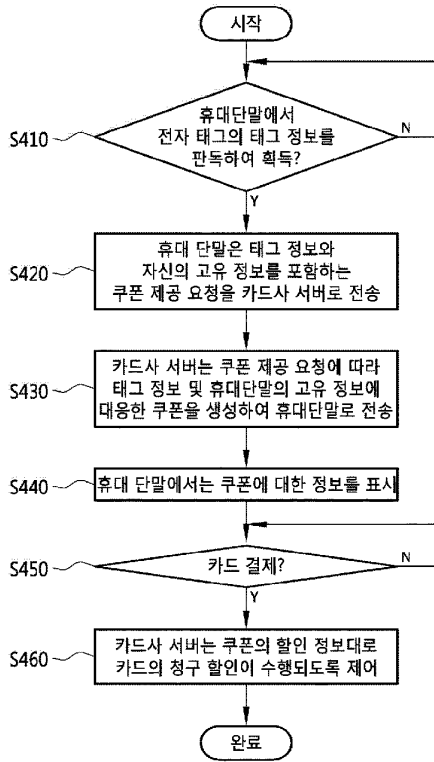 시작
S410
휴대단말에서
전자 태그의 태그 정보를
판독하여 획득?
N
Y
S420
휴대 단말은 태그 정보와
자신의 고유 정보를 포함하는
쿠폰 제공 요청을 카드사 서버로 전송
S430
카드사 서버는 쿠폰 제공 요청에 따라
태그 정보 및 휴대단말의 고유 정보에
대응한 쿠폰을 생성하여 휴대단말로 전송
S440
휴대 단말에서는 쿠폰에 대한 정보를 표시
S450
카드 결제?
N
Y
S460
카드사 서버는 쿠폰의 할인 정보대로
카드의 청구 할인이 수행되도록 제어
완료